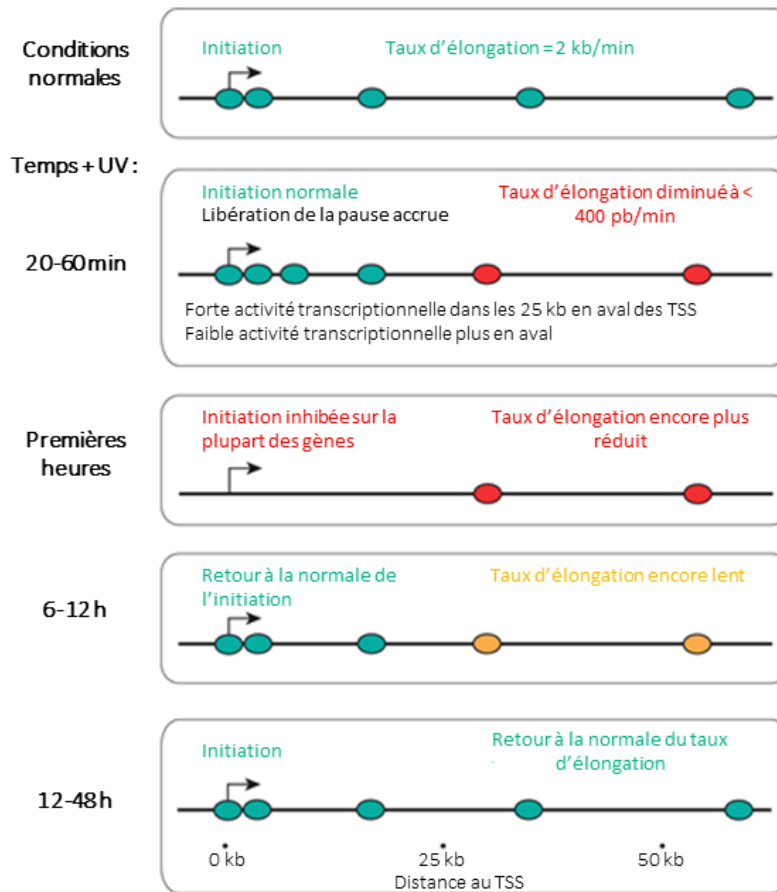 Conditions
normales
Initiation
Taux d'élongation = 2 kb/min
Temps + UV :
20-60min
Initiation normale
Libération de la pause accrue
Taux d'élongation diminué à <
400 pb/min
Forte activité transcriptionnelle dans les 25 kb en aval des TSS
Faible activité transcriptionnelle plus en aval
Premières
heures
Initiation inhibée sur la
plupart des gènes
Taux d'élongation encore plus
réduit
6-12 h
Retour à la normale de
l'initiation
Taux d'élongation encore lent
12-48h
Initiation
Retour à la normale du taux
d'élongation
0 kb
25 kb
50 kb
Distance au TSS